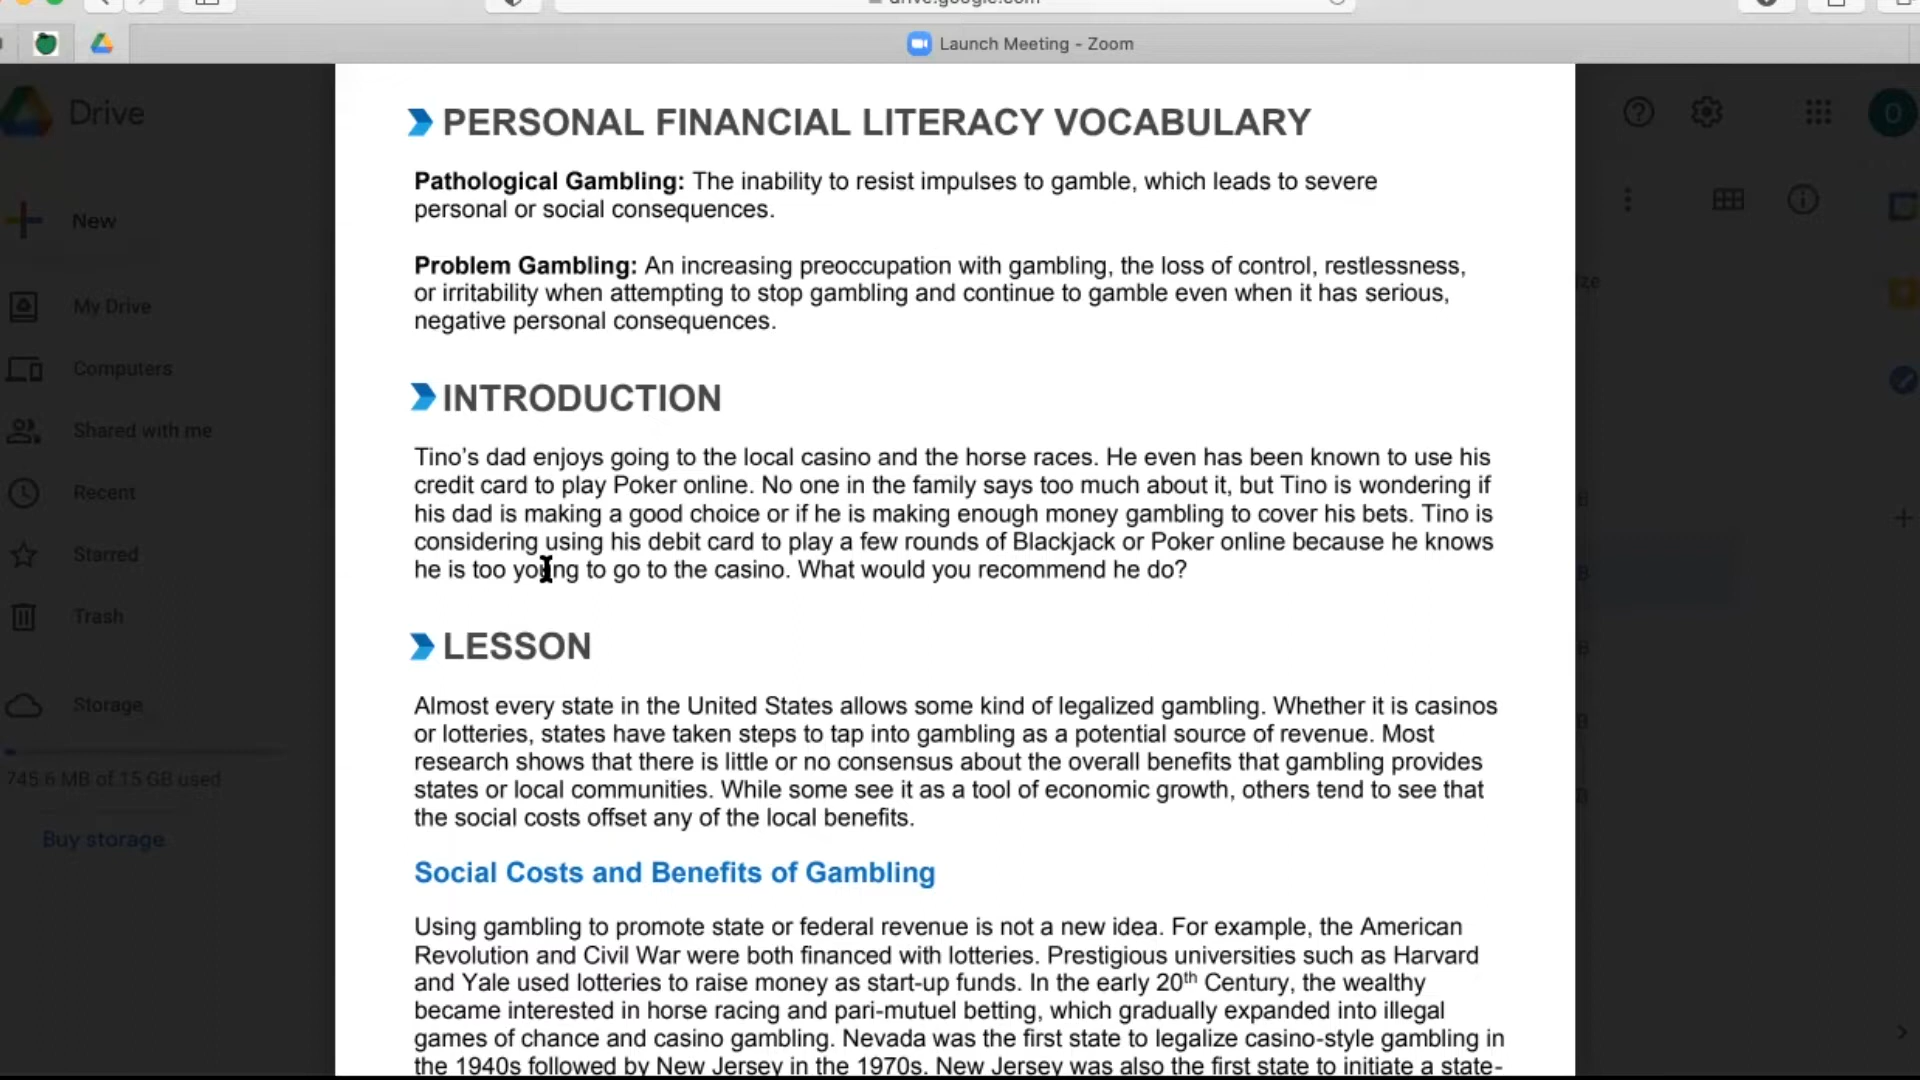 Launch Meeting - Zoom
Drive
New
My Drive
Computers
Shared with me
Recent
Starred
Trash
Storage
745.6 MB of 15 GB used
Buy storage
PERSONAL FINANCIAL LITERACY VOCABULARY
Pathological Gambling: The inability to resist impulses to gamble, which leads to severe
personal or social consequences.
Problem Gambling: An increasing preoccupation with gambling, the loss of control, restlessness,
or irritability when attempting to stop gambling and continue to gamble even when it has serious,
negative personal consequences.
INTRODUCTION
Tino’s dad enjoys going to the local casino and the horse races. He even has been known to use his
credit card to play Poker online. No one in the family says too much about it, but Tino is wondering if
his dad is making a good choice or if he is making enough money gambling to cover his bets. Tino is
considering using his debit card to play a few rounds of Blackjack or Poker online because he knows
he is too young to go to the casino. What would you recommend he do?
LESSON
Almost every state in the United States allows some kind of legalized gambling. Whether it is casinos
or lotteries, states have taken steps to tap into gambling as a potential source of revenue. Most
research shows that there is little or no consensus about the overall benefits that gambling provides
states or local communities. While some see it as a tool of economic growth, others tend to see that
the social costs offset any of the local benefits.
Social Costs and Benefits of Gambling
Using gambling to promote state or federal revenue is not a new idea. For example, the American
Revolution and Civil War were both financed with lotteries. Prestigious universities such as Harvard
and Yale used lotteries to raise money as start-up funds. In the early 20th Century, the wealthy
became interested in horse racing and pari-mutuel betting, which gradually expanded into illegal
games of chance and casino gambling. Nevada was the first state to legalize casino-style gambling in
the 1940s followed by New Jersey in the 1970s. New Jersey was also the first state to initiate a state-